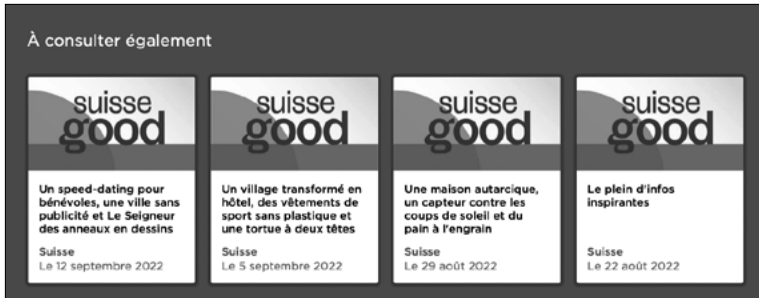 À consulter également
suisse
good
Un speed-dating pour
bénévoles, une ville sans
publicité et Le Seigneur
des anneaux en dessins
Suisse
Le 12 septembre 2022
suisse
good
Un village transformé en
hôtel, des vêtements de
sport sans plastique et
une tortue à deux têtes
Suisse
Le 5 septembre 2022
suisse
good
Une maison autarcique,
un capteur contre les
coups de soleil et du
pain à l'engrain
Suisse
Le 29 août 2022
suisse
good
Le plein d'infos
inspirantes
Suisse
Le 22 août 2022